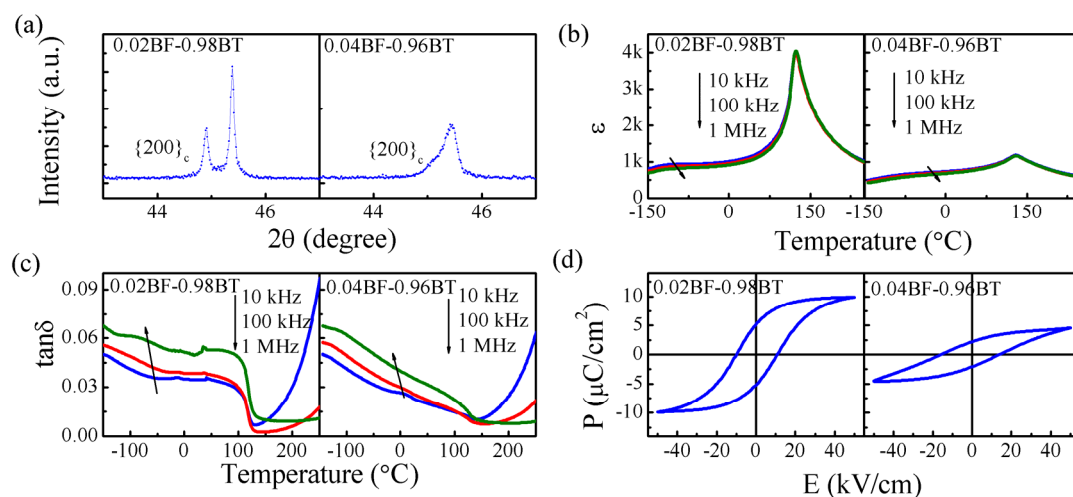 (a)
0.02BF-0.98BT
0.04BF-0.96BT
{200}c
{200}c
Intensity (a.u.)
44
46
44
46
2θ (degree)
(b)
0.02BF-0.98BT
0.04BF-0.96BT
10 kHz
100 kHz
1 MHz
10 kHz
100 kHz
1 MHz
ε
4k
3k
2k
1k
0
-150
0
150
-150
0
150
Temperature (°C)
(c)
0.02BF-0.98BT
0.04BF-0.96BT
10 kHz
100 kHz
1 MHz
10 kHz
100 kHz
1 MHz
tanδ
0.09
0.06
0.03
0.00
-100
0
100
200
-100
0
100
200
Temperature (°C)
(d)
0.02BF-0.98BT
0.04BF-0.96BT
P (μC/cm²)
10
5
0
-5
-10
-40
-20
0
20
40
-40
-20
0
20
40
E (kV/cm)